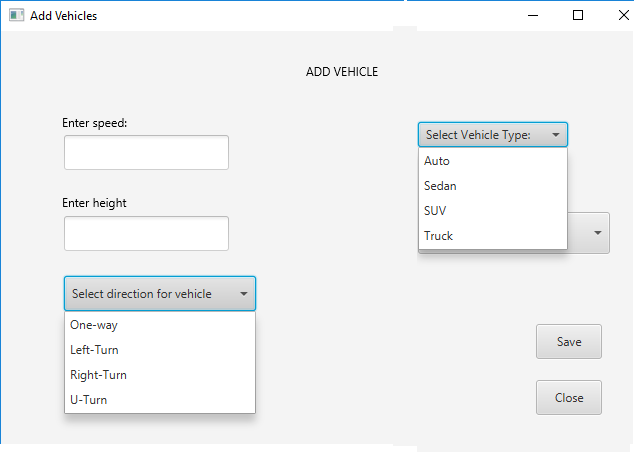 Add Vehicles
ADD VEHICLE
Enter speed:
Enter height
Select direction for vehicle
One-way
Left-Turn
Right-Turn
U-Turn
Select Vehicle Type:
Auto
Sedan
SUV
Truck
Save
Close